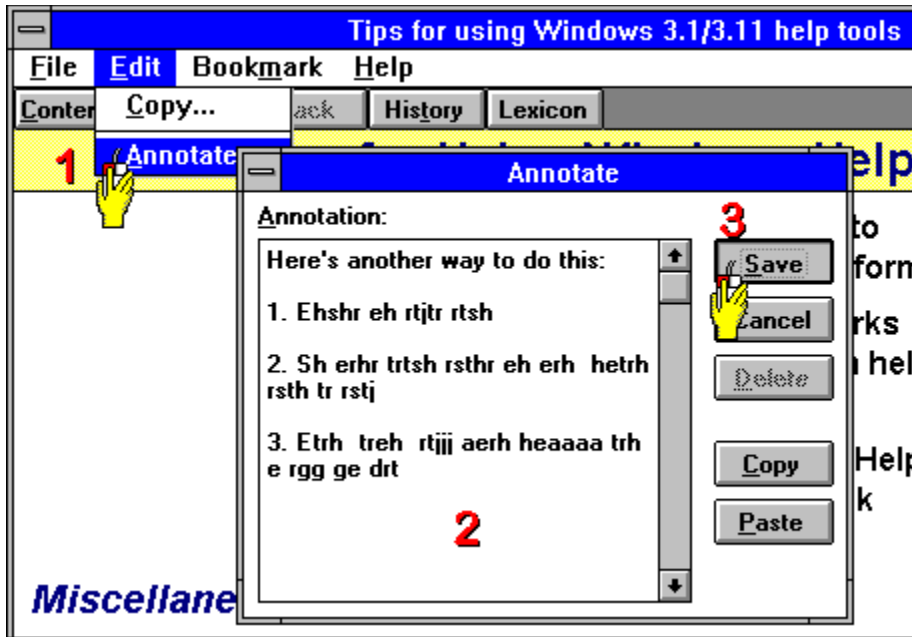 Tips for using Windows 3.1/3.11 help tools
File Edit Bookmark Help
Copy... History Lexicon
1 Annotate
Annotate
Annotation:
3
Here's another way to do this:
Save
1. Ehshr eh rtjtr rtsh
Cancel
2. Sh erhr trtsh rsthr eh erh hetrh
rsth tr rstj
Delete
3. Etrh treh rtjjj aerh heaaaa trh
e rgg ge drt
Copy
Help
2
Paste
to